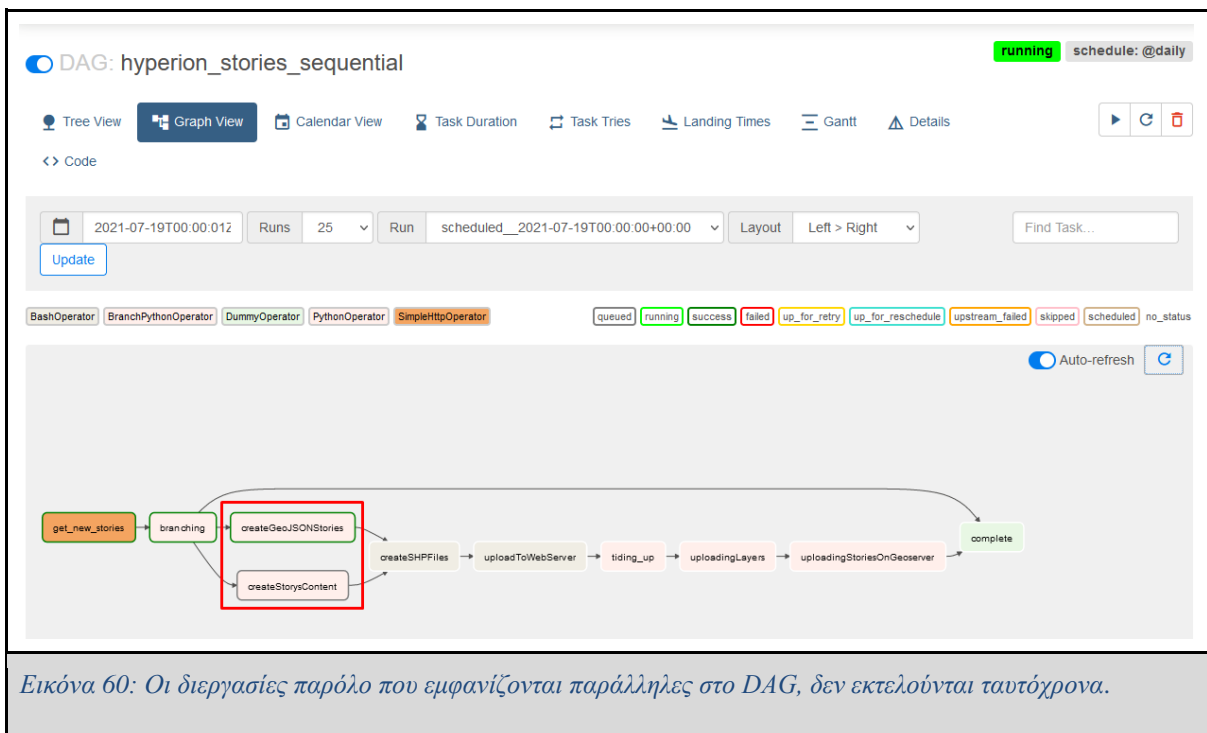 running schedule: @daily
DAG: hyperion_stories_sequential
Tree View Graph View Calendar View Task Duration Task Tries Landing Times Gantt Details
<> Code
2021-07-19T00:00:01Z Runs 25 Run scheduled__2021-07-19T00:00:00+00:00 Layout Left > Right Find Task...
Update
BashOperator BranchPythonOperator DummyOperator PythonOperator SimpleHttpOperator queued running success failed up_for_retry up_for_reschedule upstream_failed skipped scheduled no_status
Auto-refresh
get_new_stories branching createGeoJSONStories
complete
createSHPFiles uploadToWebServer tiding_up uploadingLayers uploadingStoriesOnGeoserver
createStorysContent
Εικόνα 60: Οι διεργασίες παρόλο που εμφανίζονται παράλληλες στο DAG, δεν εκτελούνται ταυτόχρονα.